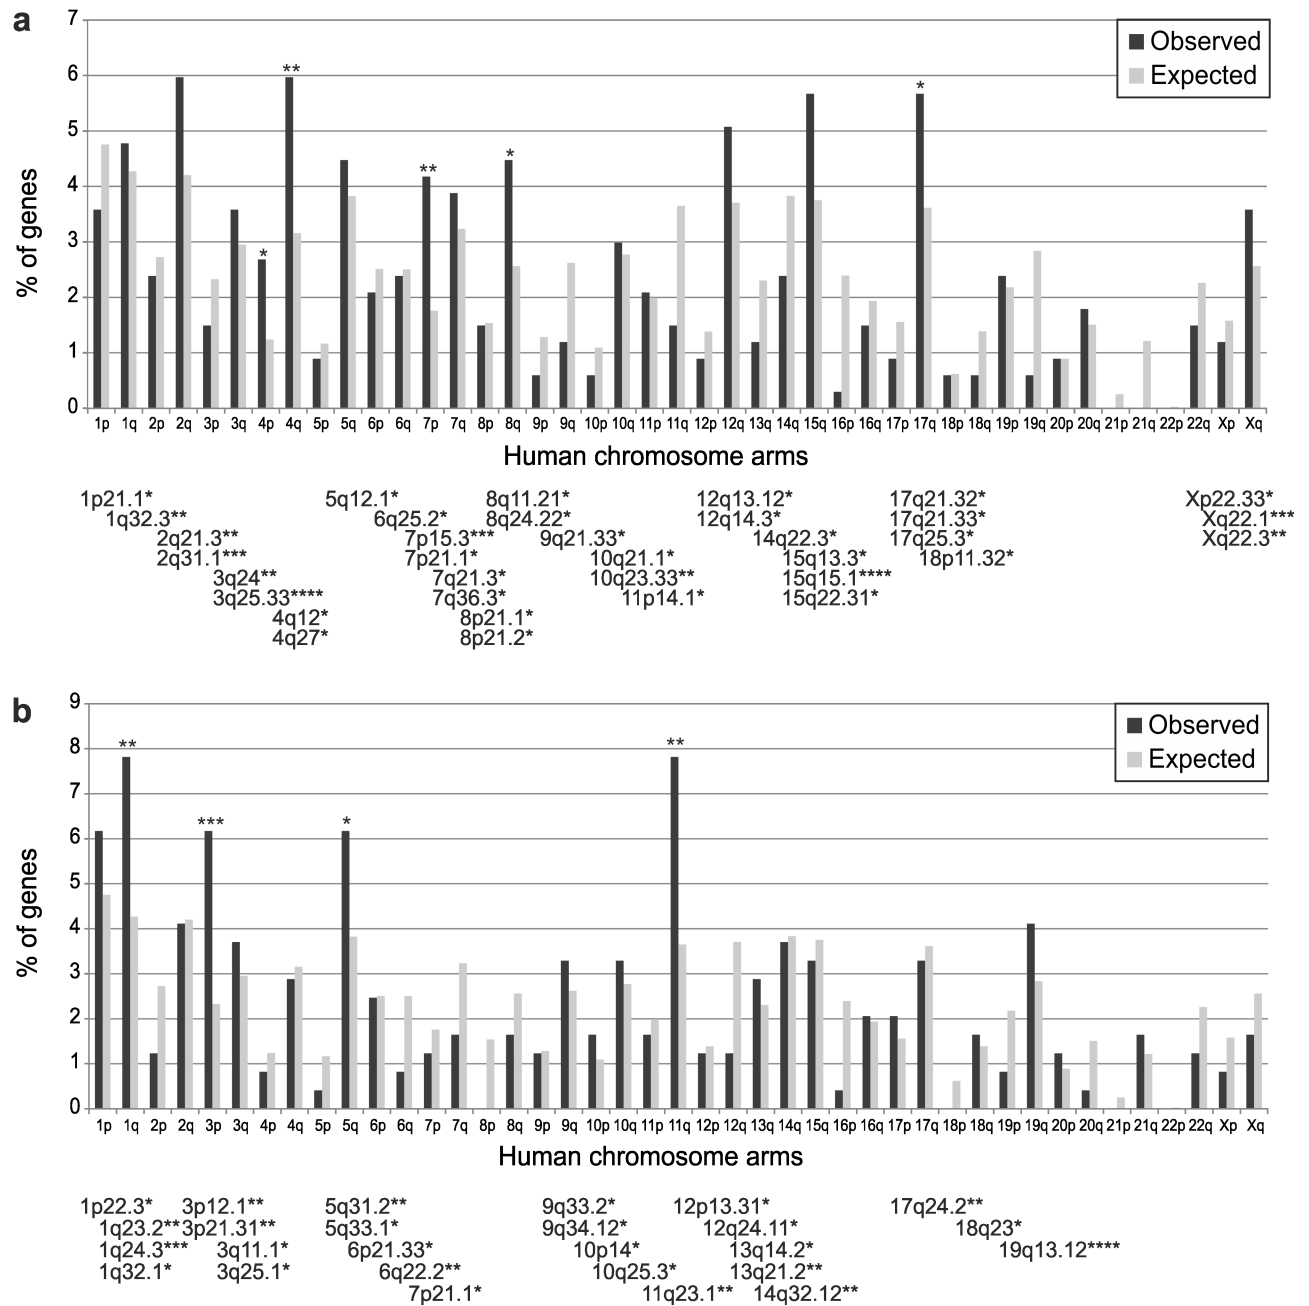 a
7
6
5
4
3
2
1
0
% of genes
Observed
Expected
**
*
**
*
*
1p 1q 2p 2q 3p 3q 4p 4q 5p 5q 6p 6q 7p 7q 8p 8q 9p 9q 10p 10q 11p 11q 12p 12q 13q 14q 15q 16p 16q 17p 17q 18p 18q 19p 19q 20p 20q 21p 21q 22p 22q Xp Xq
Human chromosome arms
1p21.1* 5q12.1* 8q11.21* 12q13.12* 17q21.32* Xp22.33*
1q32.3** 6q25.2* 8q24.22* 12q14.3* 17q21.33* Xq22.1***
2q21.3** 7p15.3*** 9q21.33* 14q22.3* 17q25.3* Xq22.3**
2q31.1*** 7p21.1* 10q21.1* 15q13.3* 18p11.32*
3q24** 7q21.3* 10q23.33** 15q15.1****
3q25.33**** 7q36.3* 11p14.1* 15q22.31*
4q12* 8p21.1*
4q27* 8p21.2*
b
9
8
7
6
5
4
3
2
1
0
% of genes
Observed
Expected
**
***
*
**
1p 1q 2p 2q 3p 3q 4p 4q 5p 5q 6p 6q 7p 7q 8p 8q 9p 9q 10p 10q 11p 11q 12p 12q 13q 14q 15q 16p 16q 17p 17q 18p 18q 19p 19q 20p 20q 21p 21q 22p 22q Xp Xq
Human chromosome arms
1p22.3* 3p12.1** 5q31.2** 9q33.2* 12p13.31* 17q24.2**
1q23.2** 3p21.31** 5q33.1* 9q34.12* 12q24.11* 18q23*
1q24.3*** 3q11.1* 6p21.33* 10p14* 13q14.2* 19q13.12****
1q32.1* 3q25.1* 6q22.2** 10q25.3* 13q21.2**
7p21.1* 11q23.1** 14q32.12**